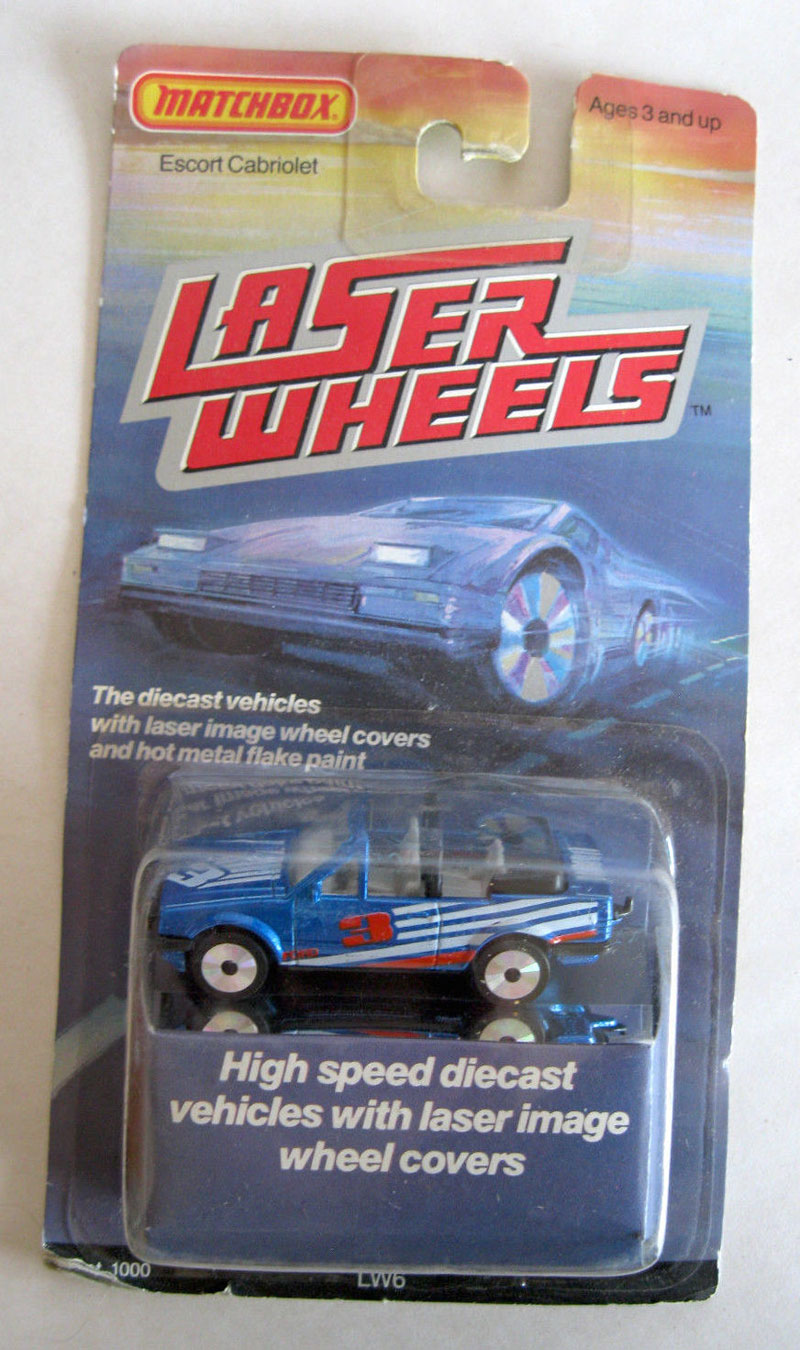 MATCHBOX
Ages 3 and up
Escort Cabriolet
LASER
WHEELS
TM
The diecast vehicles
with laser image wheel covers
and hot metal flake paint
3
3
High speed diecast
vehicles with laser image
wheel covers
1000
LW6